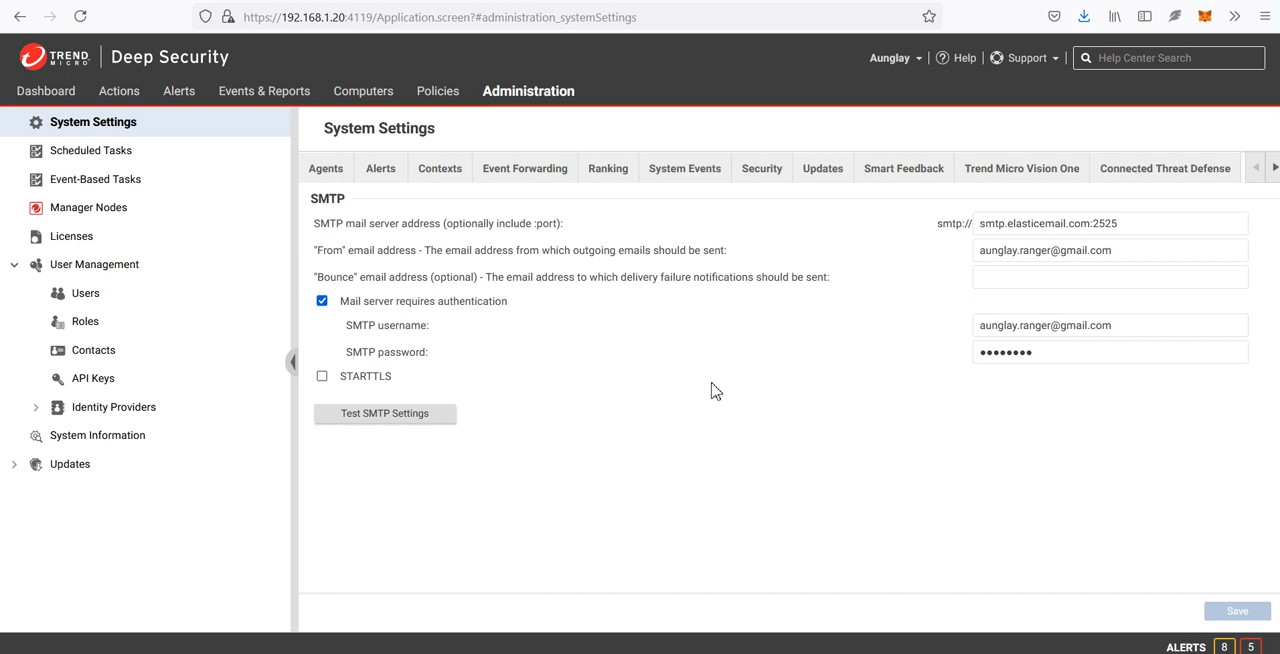 https://192.168.1.20:4119/Application.screen?#administration_systemSettings
TREND MICRO Deep Security
Aunglay Help Support Help Center Search
Dashboard Actions Alerts Events & Reports Computers Policies Administration
System Settings
Scheduled Tasks
Event-Based Tasks
Manager Nodes
Licenses
User Management
Users
Roles
Contacts
API Keys
Identity Providers
System Information
Updates
System Settings
Agents Alerts Contexts Event Forwarding Ranking System Events Security Updates Smart Feedback Trend Micro Vision One Connected Threat Defense
SMTP
SMTP mail server address (optionally include :port): smtp:// smtp.elasticemail.com:2525
"From" email address - The email address from which outgoing emails should be sent: aunglay.ranger@gmail.com
"Bounce" email address (optional) - The email address to which delivery failure notifications should be sent:
Mail server requires authentication
SMTP username: aunglay.ranger@gmail.com
SMTP password: ●●●●●●●●
STARTTLS
Test SMTP Settings
Save
ALERTS 8 5